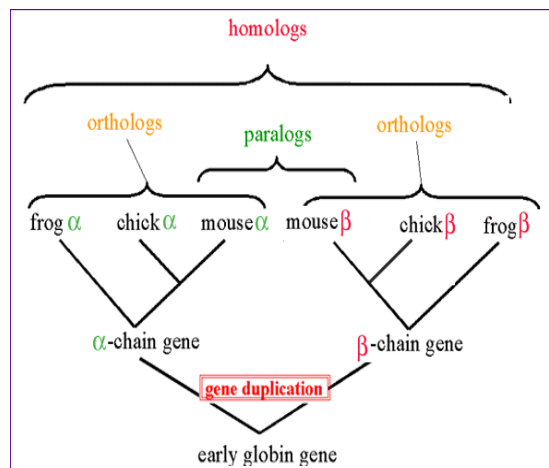 homologs
orthologs
paralogs
orthologs
frog α
chick α
mouse α
mouse β
chick β
frog β
α-chain gene
β-chain gene
gene duplication
early globin gene